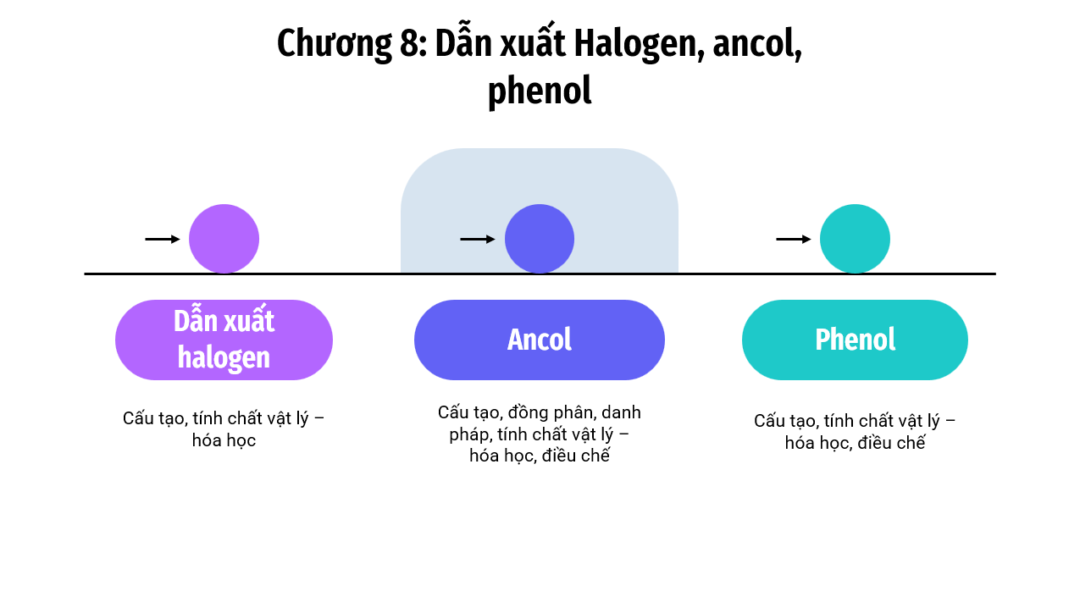 Chương 8: Dẫn xuất Halogen, ancol,
phenol
Dẫn xuất
halogen
Ancol
Phenol
Cấu tạo, tính chất vật lý –
hóa học
Cấu tạo, đồng phân, danh
pháp, tính chất vật lý –
hóa học, điều chế
Cấu tạo, tính chất vật lý –
hóa học, điều chế